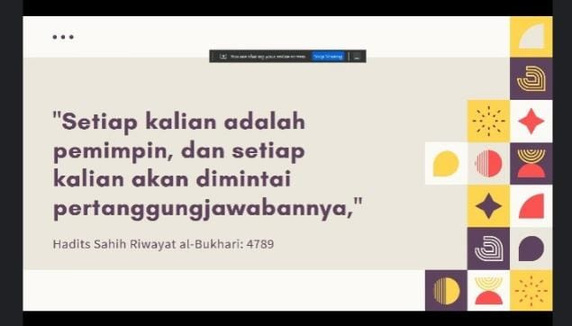 "Setiap kalian adalah
pemimpin, dan setiap
kalian akan dimintai
pertanggungjawabannya,"
Hadits Sahih Riwayat al-Bukhari: 4789